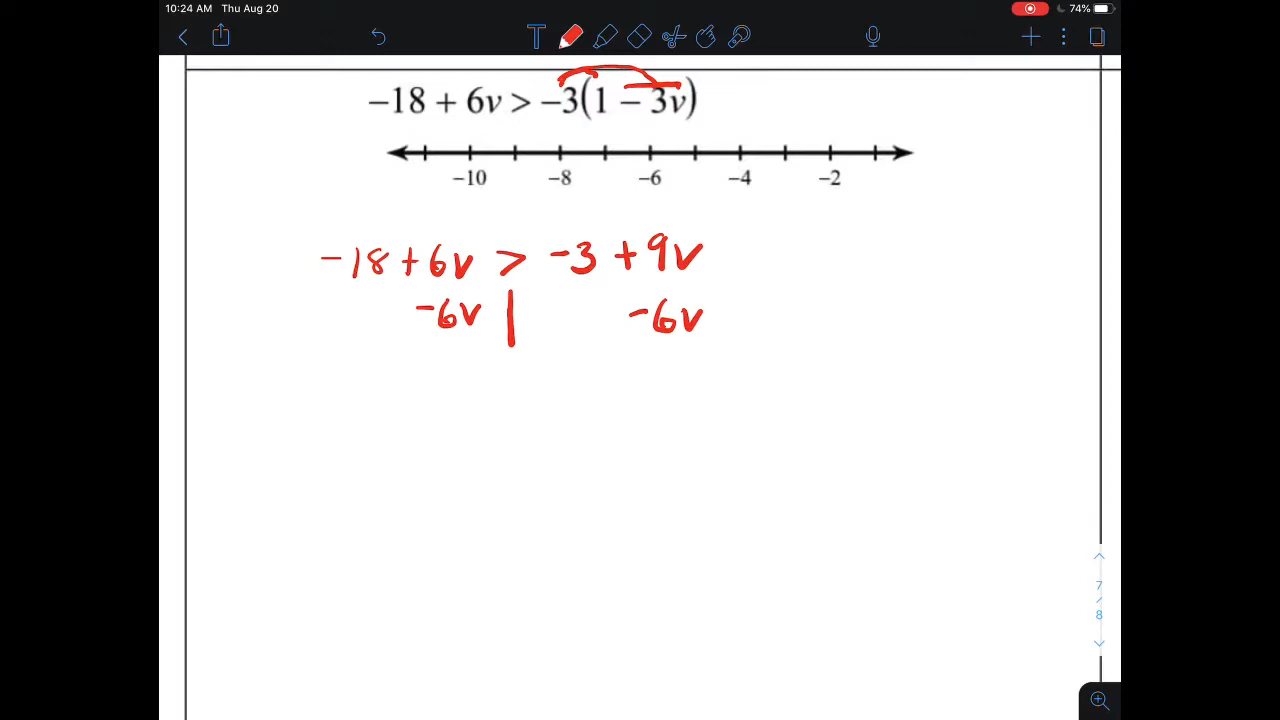 10:24 AM Thu Aug 20
74%
T
−18 + 6v > −3(1 − 3v)
−10 −8 −6 −4 −2
-18+6v > -3 +9v
-6v | -6v
7
/
8